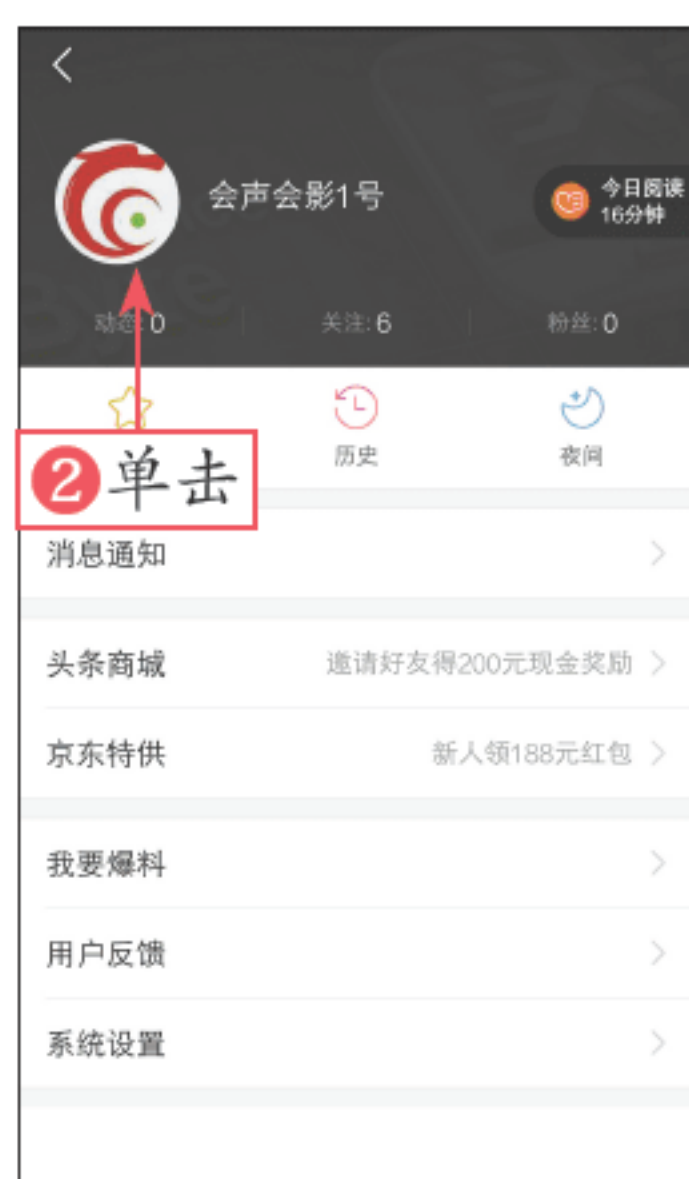 会声会影1号
今日阅读
16分钟
动态:0
关注:6
粉丝:0
历史
夜间
❷单击
消息通知
头条商城
邀请好友得200元现金奖励
京东特供
新人领188元红包
我要爆料
用户反馈
系统设置